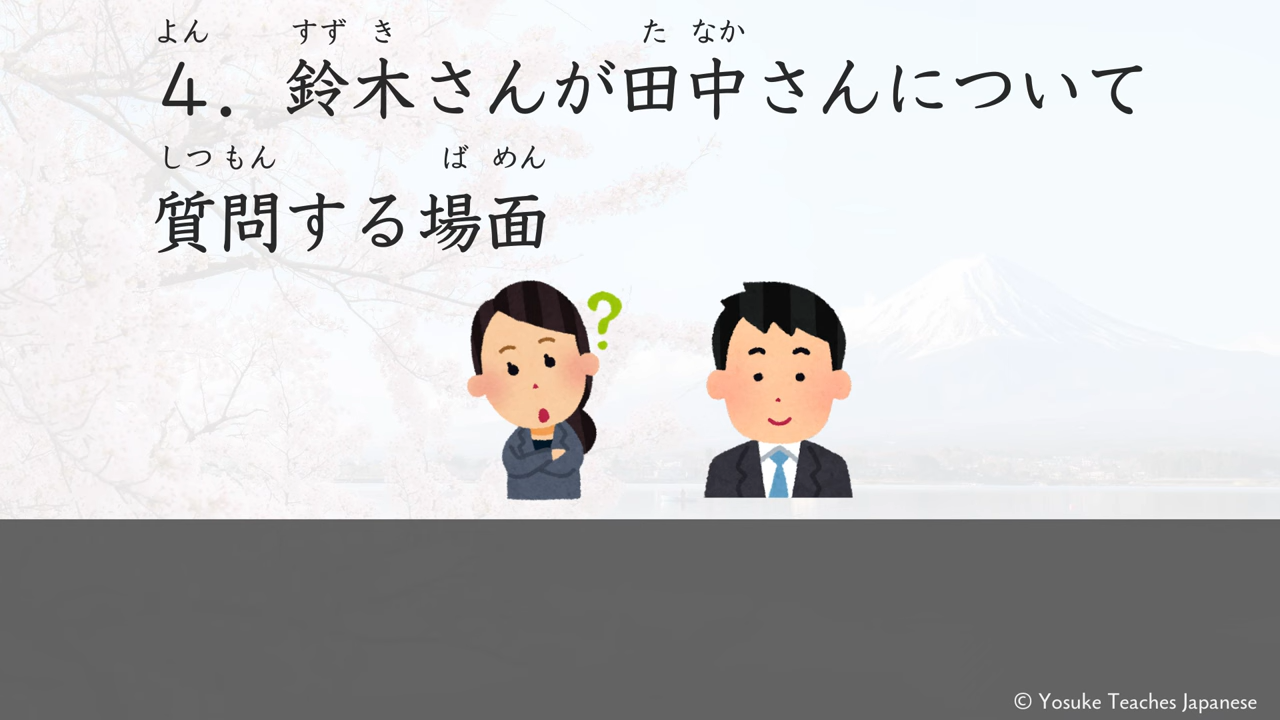 よん すず き た なか
４．鈴木さんが田中さんについて
しつ もん ば めん
質問する場面
?
© Yosuke Teaches Japanese